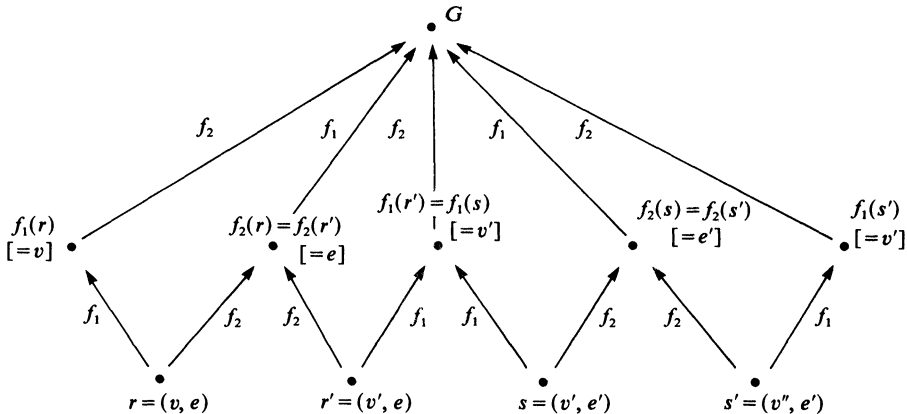 G
f₂ f₁ f₂ f₁ f₂
f₁(r) f₂(r) = f₂(r′) f₁(r′) = f₁(s) f₂(s) = f₂(s′) f₁(s′)
[= v] [= e] [= v′] [= e′] [= v′]
f₁ f₂ f₂ f₁ f₁ f₂ f₂ f₁
r = (v, e) r′ = (v′, e) s = (v′, e′) s′ = (v″, e′)